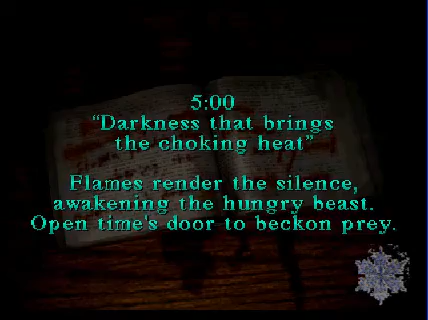 5:00
“Darkness that brings
the choking heat”
Flames render the silence,
awakening the hungry beast.
Open time's door to beckon prey.